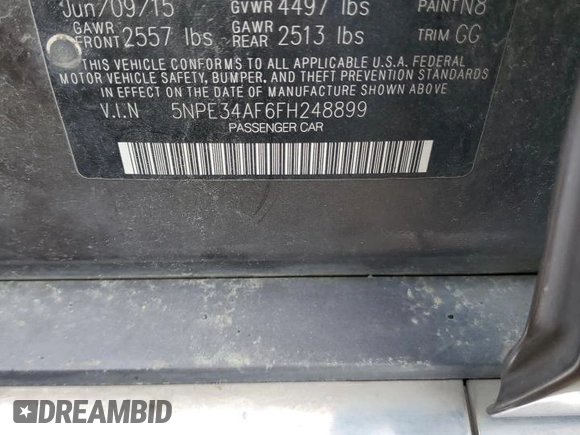 Jun/09/15 GVWR 4497 lbs PAINT N8
GAWR FRONT 2557 lbs GAWR REAR 2513 lbs TRIM GG
THIS VEHICLE CONFORMS TO ALL APPLICABLE U.S.A. FEDERAL
MOTOR VEHICLE SAFETY, BUMPER, AND THEFT PREVENTION STANDARDS
IN EFFECT ON THE DATE OF MANUFACTURE SHOWN ABOVE
V.I.N 5NPE34AF6FH248899
PASSENGER CAR
DREAMBID